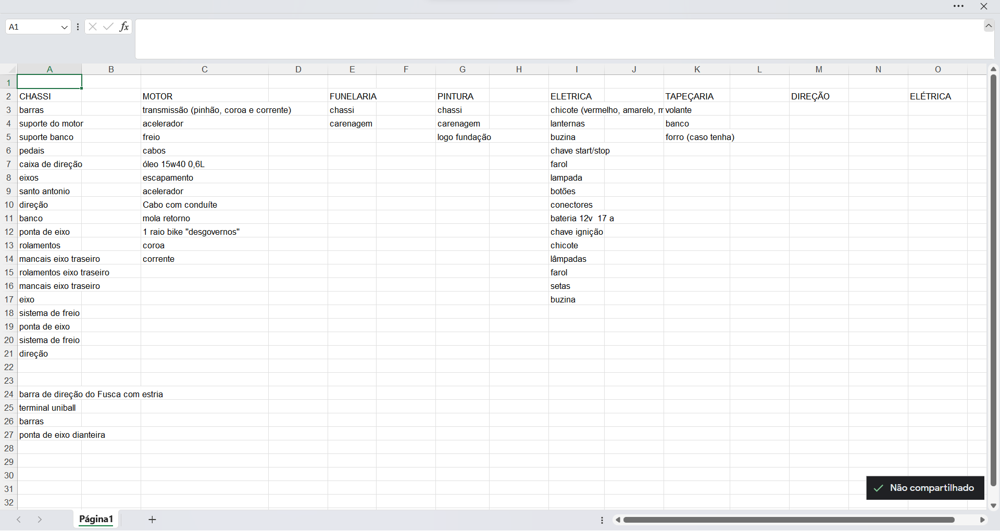 A1
fx
A B C D E F G H I J K L M N O
1
2 CHASSI MOTOR FUNELARIA PINTURA ELETRICA TAPEÇARIA DIREÇÃO ELÉTRICA
3 barras transmissão (pinhão, coroa e corrente) chassi chassi chicote (vermelho, amarelo, m volante
4 suporte do motor acelerador carenagem carenagem lanternas banco
5 suporte banco freio logo fundação buzina forro (caso tenha)
6 pedais cabos chave start/stop
7 caixa de direção óleo 15w40 0,6L farol
8 eixos escapamento lampada
9 santo antonio acelerador botões
10 direção Cabo com conduíte conectores
11 banco mola retorno bateria 12v  17 a
12 ponta de eixo 1 raio bike "desgovernos" chave ignição
13 rolamentos coroa chicote
14 mancais eixo traseiro corrente lâmpadas
15 rolamentos eixo traseiro farol
16 mancais eixo traseiro setas
17 eixo buzina
18 sistema de freio
19 ponta de eixo
20 sistema de freio
21 direção
22
23
24 barra de direção do Fusca com estria
25 terminal uniball
26 barras
27 ponta de eixo dianteira
28
29
30
31
32
Não compartilhado
Página1